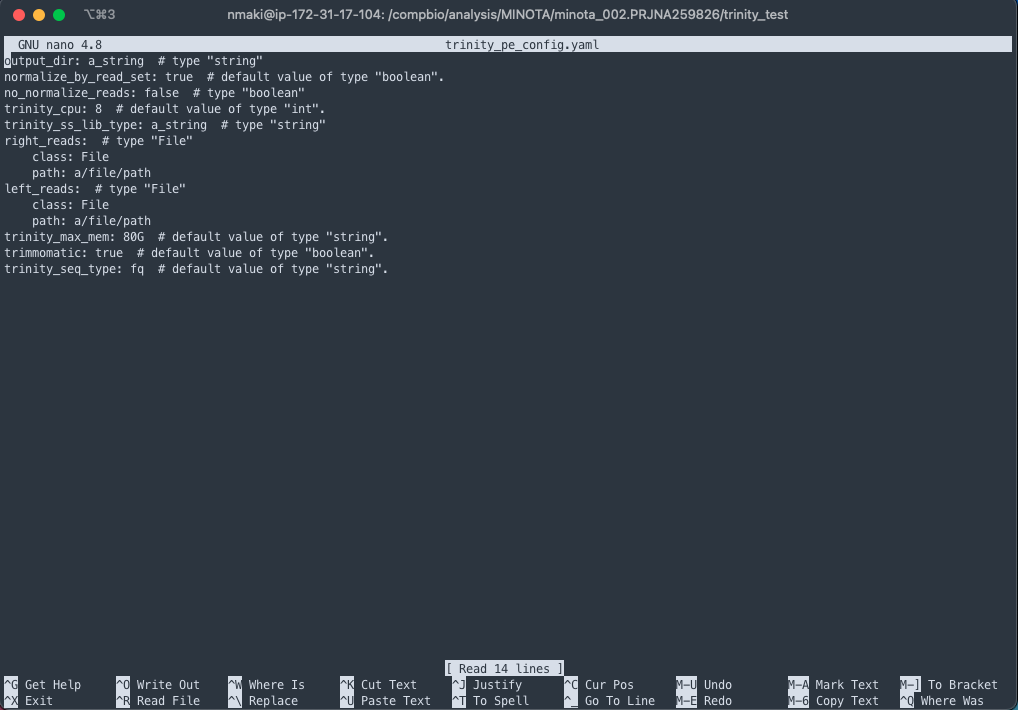 ⌥⌘3 nmaki@ip-172-31-17-104: /compbio/analysis/MINOTA/minota_002.PRJNA259826/trinity_test
GNU nano 4.8 trinity_pe_config.yaml
output_dir: a_string  # type "string"
normalize_by_read_set: true  # default value of type "boolean".
no_normalize_reads: false  # type "boolean"
trinity_cpu: 8  # default value of type "int".
trinity_ss_lib_type: a_string  # type "string"
right_reads:  # type "File"
    class: File
    path: a/file/path
left_reads:  # type "File"
    class: File
    path: a/file/path
trinity_max_mem: 80G  # default value of type "string".
trimmomatic: true  # default value of type "boolean".
trinity_seq_type: fq  # default value of type "string".
[ Read 14 lines ]
^G Get Help ^O Write Out ^W Where Is ^K Cut Text ^J Justify ^C Cur Pos M-U Undo M-A Mark Text M-] To Bracket
^X Exit ^R Read File ^\ Replace ^U Paste Text ^T To Spell ^_ Go To Line M-E Redo M-6 Copy Text ^Q Where Was